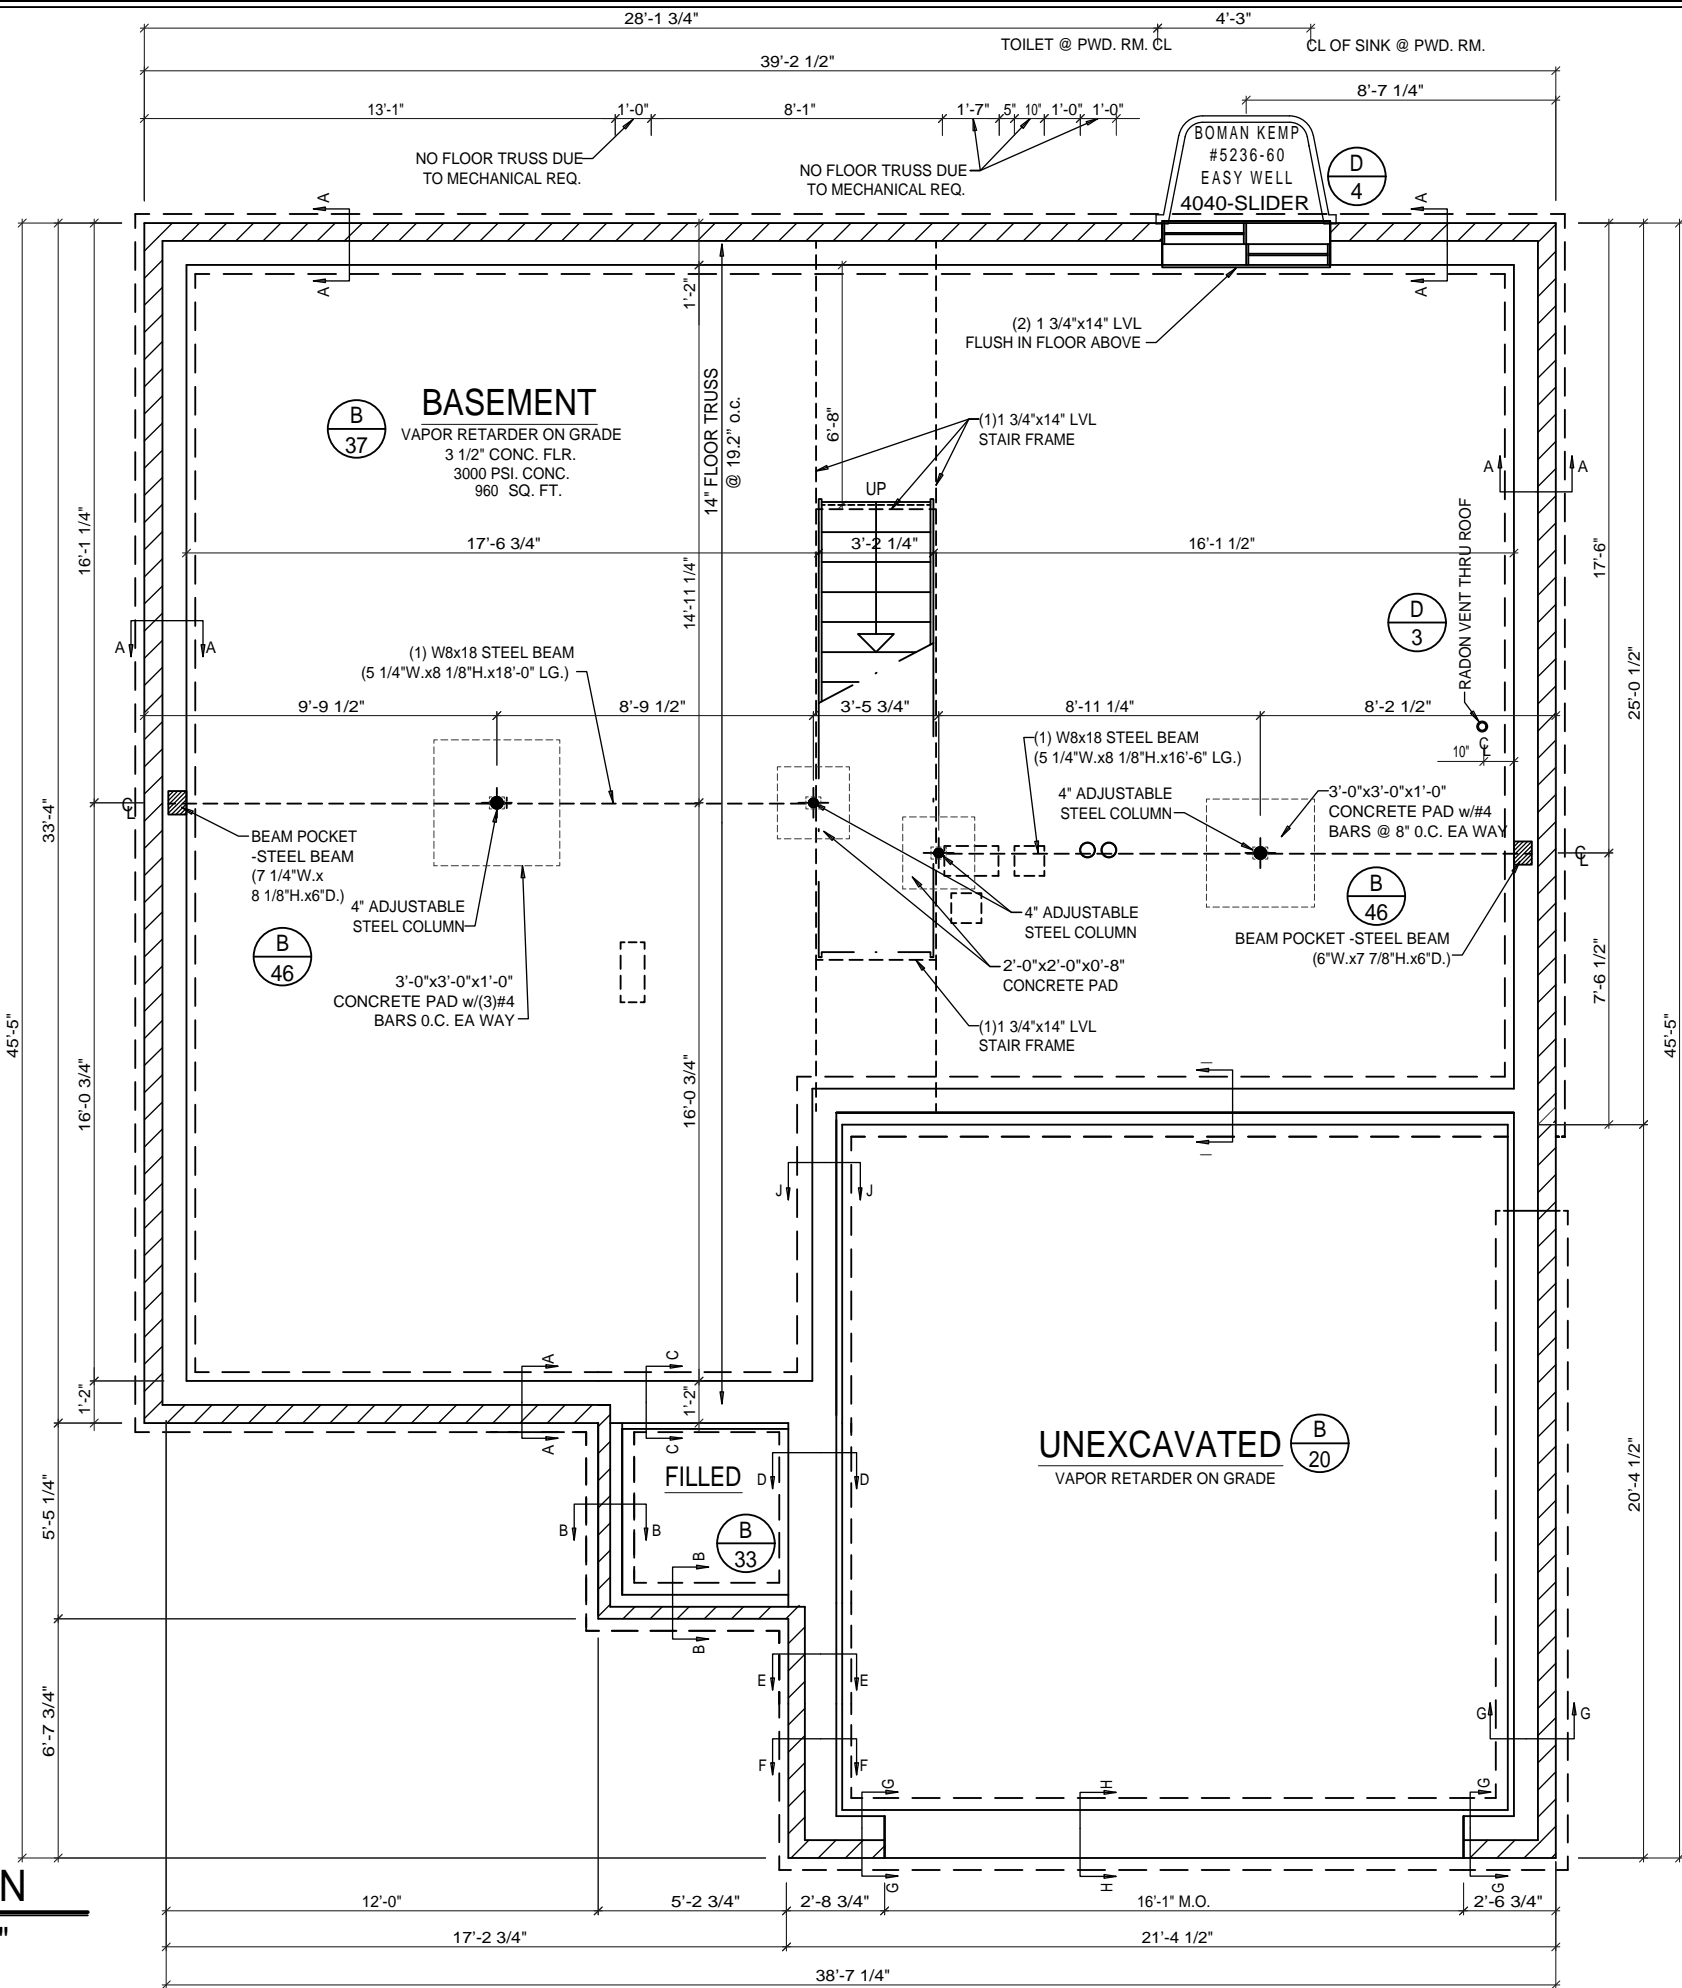 28'-1 3/4"
4'-3"
TOILET @ PWD. RM. CL
CL OF SINK @ PWD. RM.
39'-2 1/2"
8'-7 1/4"
13'-1"
1'-0"
8'-1"
1'-7"
5"
10"
1'-0"
1'-0"
NO FLOOR TRUSS DUE
TO MECHANICAL REQ.
NO FLOOR TRUSS DUE
TO MECHANICAL REQ.
BOMAN KEMP
#5236-60
EASY WELL
4040-SLIDER
D
4
A
A
A
A
1'-2"
(2) 1 3/4"x14" LVL
FLUSH IN FLOOR ABOVE
BASEMENT
VAPOR RETARDER ON GRADE
3 1/2" CONC. FLR.
3000 PSI. CONC.
960 SQ. FT.
B
37
14" FLOOR TRUSS
@ 19.2" o.c.
6'-8"
(1)1 3/4"x14" LVL
STAIR FRAME
UP
A
A
16'-1 1/4"
17'-6 3/4"
3'-2 1/4"
16'-1 1/2"
17'-6"
14'-11 1/4"
RADON VENT THRU ROOF
D
3
A
A
(1) W8x18 STEEL BEAM
(5 1/4"W.x8 1/8"H.x18'-0" LG.)
25'-0 1/2"
9'-9 1/2"
8'-9 1/2"
3'-5 3/4"
8'-11 1/4"
8'-2 1/2"
(1) W8x18 STEEL BEAM
(5 1/4"W.x8 1/8"H.x16'-6" LG.)
10"
CL
4" ADJUSTABLE
STEEL COLUMN
3'-0"x3'-0"x1'-0"
CONCRETE PAD w/#4
BARS @ 8" 0.C. EA WAY
33'-4"
CL
BEAM POCKET
-STEEL BEAM
(7 1/4"W.x
8 1/8"H.x6"D.)
CL
4" ADJUSTABLE
STEEL COLUMN
B
46
4" ADJUSTABLE
STEEL COLUMN
B
46
BEAM POCKET -STEEL BEAM
(6"W.x7 7/8"H.x6"D.)
2'-0"x2'-0"x0'-8"
CONCRETE PAD
3'-0"x3'-0"x1'-0"
CONCRETE PAD w/(3)#4
BARS 0.C. EA WAY
7'-6 1/2"
(1)1 3/4"x14" LVL
STAIR FRAME
45'-5"
45'-5"
16'-0 3/4"
16'-0 3/4"
I
I
J
J
A
C
1'-2"
1'-2"
A
C
FILLED
D
D
UNEXCAVATED
VAPOR RETARDER ON GRADE
B
20
5'-5 1/4"
20'-4 1/2"
B
B
B
33
B
B
6'-7 3/4"
E
E
F
F
G
G
G
H
G
G
H
G
N
"
12'-0"
5'-2 3/4"
2'-8 3/4"
16'-1" M.O.
2'-6 3/4"
17'-2 3/4"
21'-4 1/2"
38'-7 1/4"